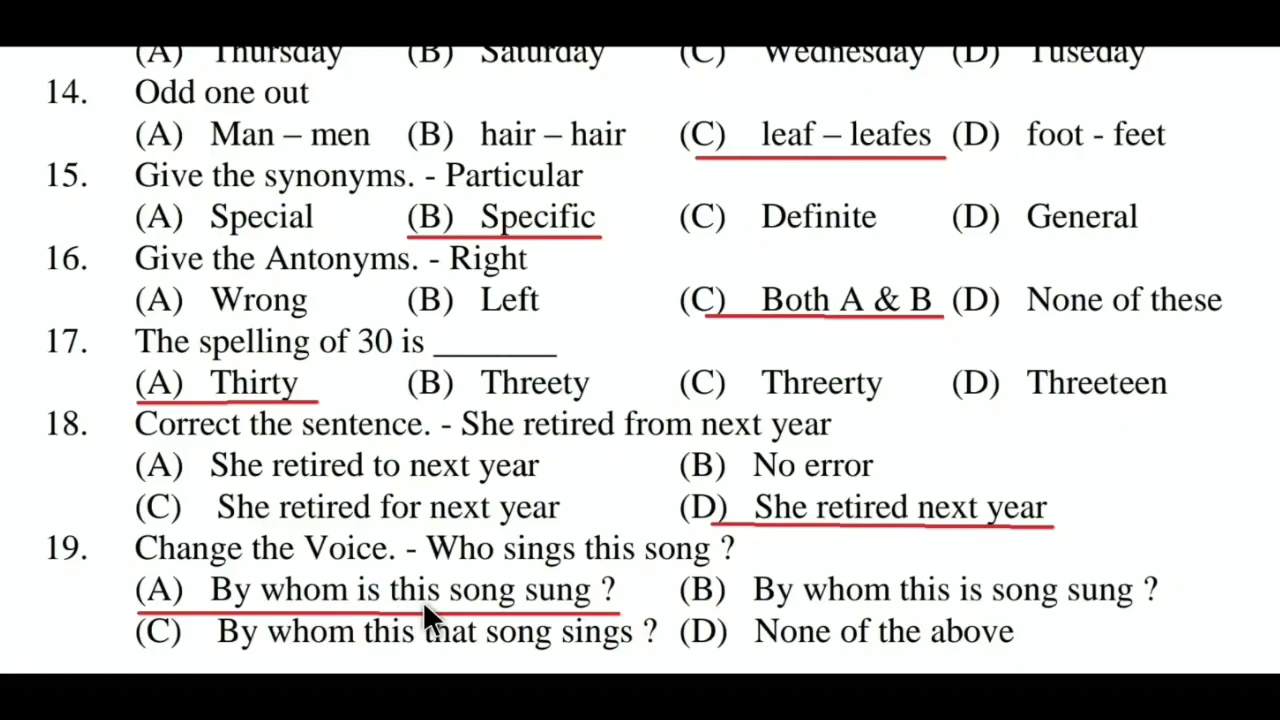 (A) Thursday (B) Saturday (C) Wednesday (D) Tuseday
14. Odd one out
(A) Man – men (B) hair – hair (C) leaf – leafes (D) foot - feet
15. Give the synonyms. - Particular
(A) Special (B) Specific (C) Definite (D) General
16. Give the Antonyms. - Right
(A) Wrong (B) Left (C) Both A & B (D) None of these
17. The spelling of 30 is _______
(A) Thirty (B) Threety (C) Threerty (D) Threeteen
18. Correct the sentence. - She retired from next year
(A) She retired to next year (B) No error
(C) She retired for next year (D) She retired next year
19. Change the Voice. - Who sings this song ?
(A) By whom is this song sung ? (B) By whom this is song sung ?
(C) By whom this that song sings ? (D) None of the above